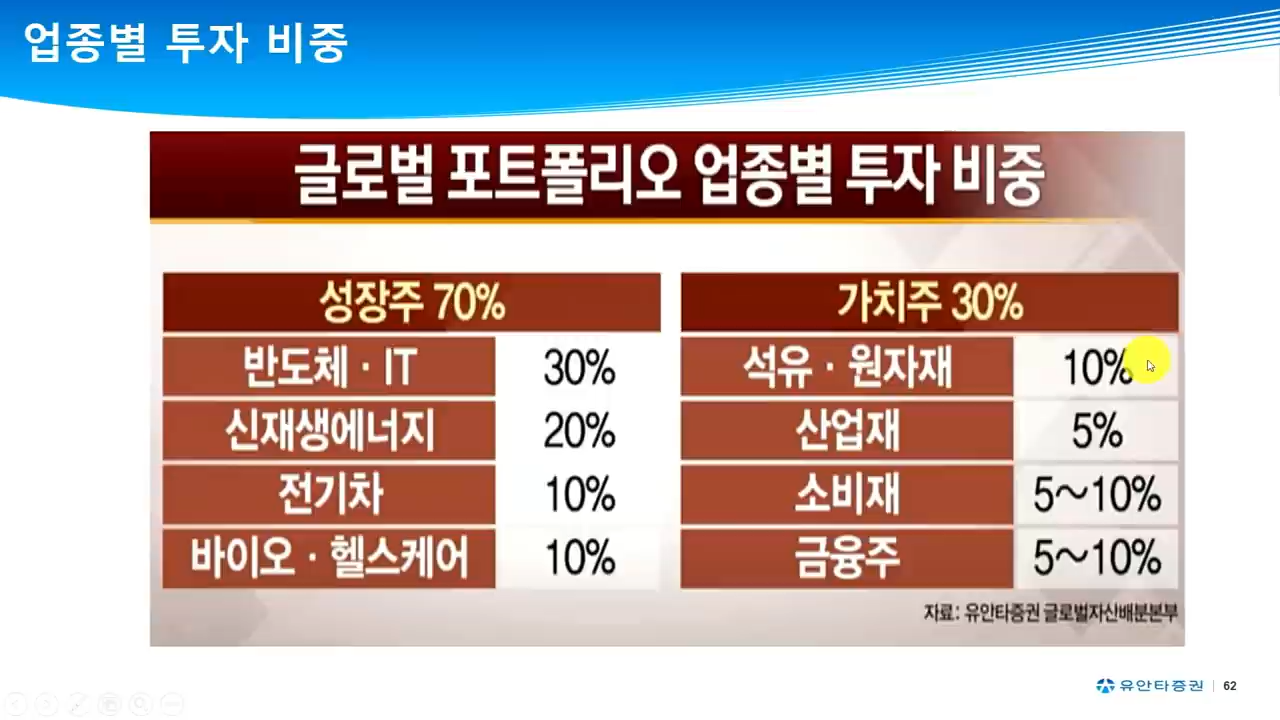 업종별 투자 비중
글로벌 포트폴리오 업종별 투자 비중
성장주 70%
반도체 · IT 30%
신재생에너지 20%
전기차 10%
바이오 · 헬스케어 10%
가치주 30%
석유 · 원자재 10%
산업재 5%
소비재 5~10%
금융주 5~10%
자료: 유안타증권 글로벌자산배분본부
유안타증권 62